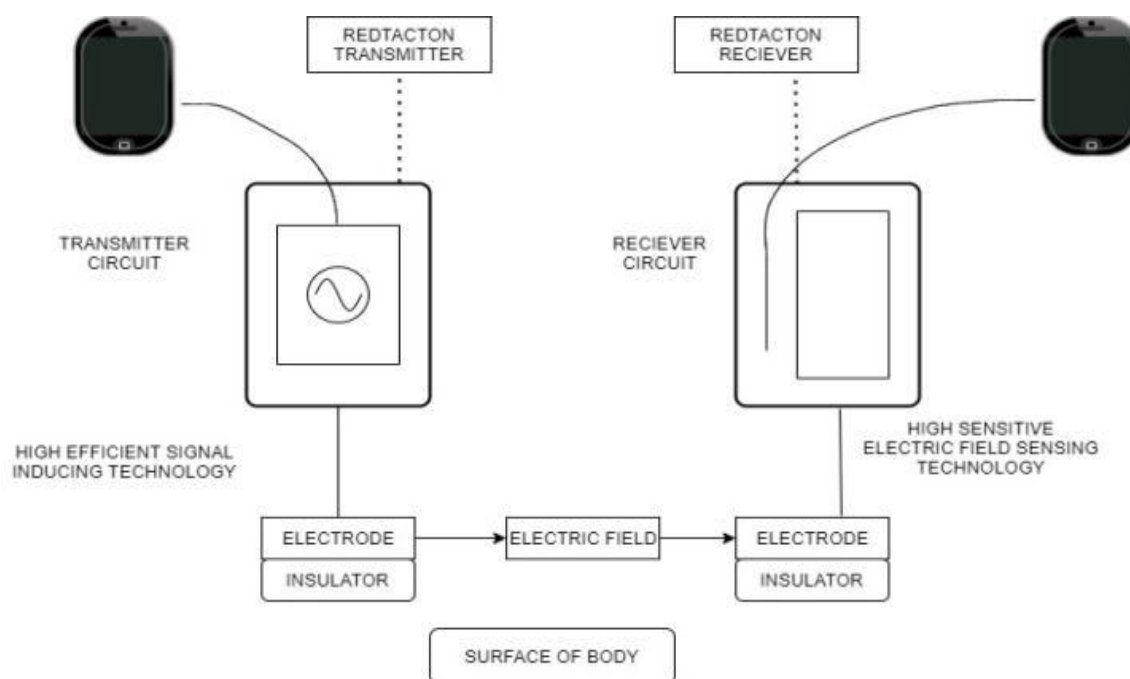 REDTACTON
TRANSMITTER
REDTACTON
RECIEVER
TRANSMITTER
CIRCUIT
RECIEVER
CIRCUIT
HIGH EFFICIENT SIGNAL
INDUCING TECHNOLOGY
HIGH SENSITIVE
ELECTRIC FIELD SENSING
TECHNOLOGY
ELECTRODE
ELECTRIC FIELD
ELECTRODE
INSULATOR
INSULATOR
SURFACE OF BODY